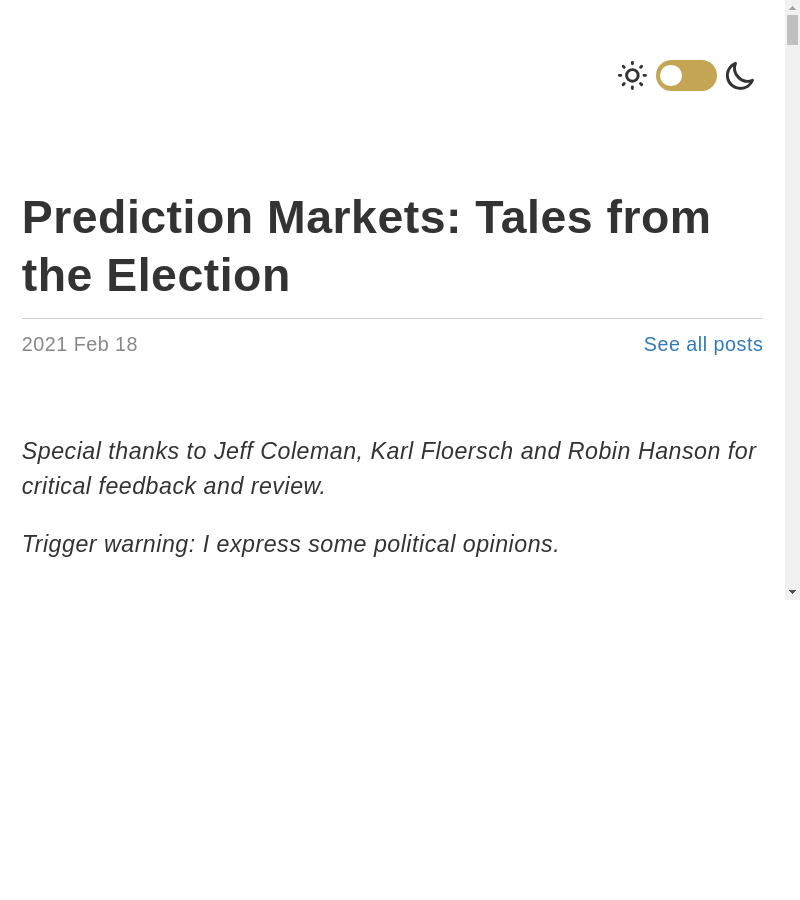 Prediction Markets: Tales from
the Election
2021 Feb 18
See all posts
Special thanks to Jeff Coleman, Karl Floersch and Robin Hanson for
critical feedback and review.
Trigger warning: I express some political opinions.